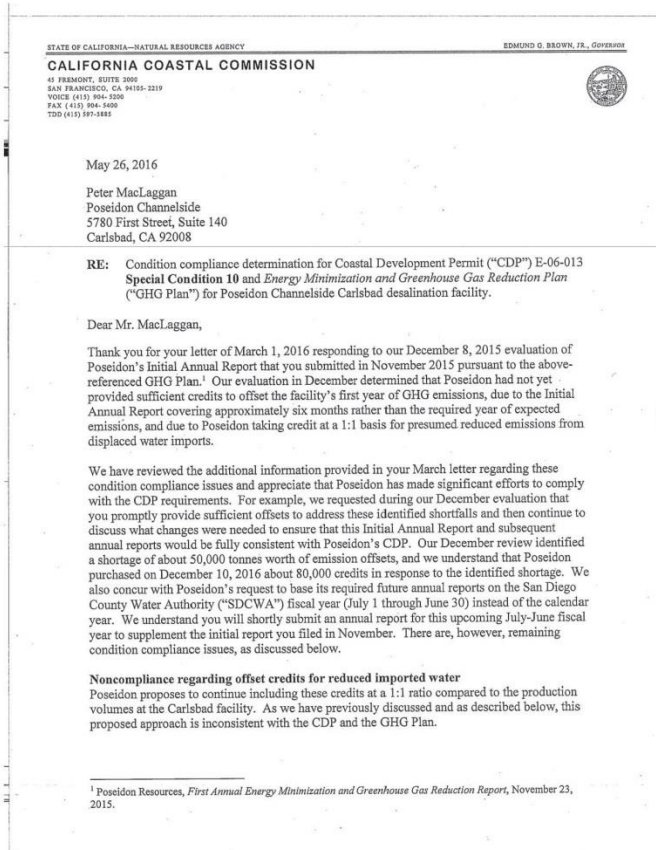 STATE OF CALIFORNIA—NATURAL RESOURCES AGENCY
EDMUND G. BROWN, JR., GOVERNOR
CALIFORNIA COASTAL COMMISSION
45 FREMONT, SUITE 2000
SAN FRANCISCO, CA 94105- 2219
VOICE (415) 904- 5200
FAX ( 415) 904- 5400
TDD (415) 597-5885
May 26, 2016
Peter MacLaggan
Poseidon Channelside
5780 First Street, Suite 140
Carlsbad, CA 92008
RE: Condition compliance determination for Coastal Development Permit (“CDP”) E-06-013
Special Condition 10 and Energy Minimization and Greenhouse Gas Reduction Plan
(“GHG Plan”) for Poseidon Channelside Carlsbad desalination facility.
Dear Mr. MacLaggan,
Thank you for your letter of March 1, 2016 responding to our December 8, 2015 evaluation of
Poseidon’s Initial Annual Report that you submitted in November 2015 pursuant to the above-
referenced GHG Plan.¹ Our evaluation in December determined that Poseidon had not yet
provided sufficient credits to offset the facility’s first year of GHG emissions, due to the Initial
Annual Report covering approximately six months rather than the required year of expected
emissions, and due to Poseidon taking credit at a 1:1 basis for presumed reduced emissions from
displaced water imports.
We have reviewed the additional information provided in your March letter regarding these
condition compliance issues and appreciate that Poseidon has made significant efforts to comply
with the CDP requirements. For example, we requested during our December evaluation that
you promptly provide sufficient offsets to address these identified shortfalls and then continue to
discuss what changes were needed to ensure that this Initial Annual Report and subsequent
annual reports would be fully consistent with Poseidon’s CDP. Our December review identified
a shortage of about 50,000 tonnes worth of emission offsets, and we understand that Poseidon
purchased on December 10, 2016 about 80,000 credits in response to the identified shortage. We
also concur with Poseidon’s request to base its required future annual reports on the San Diego
County Water Authority (“SDCWA”) fiscal year (July 1 through June 30) instead of the calendar
year. We understand you will shortly submit an annual report for this upcoming July-June fiscal
year to supplement the initial report you filed in November. There are, however, remaining
condition compliance issues, as discussed below.
Noncompliance regarding offset credits for reduced imported water
Poseidon proposes to continue including these credits at a 1:1 ratio compared to the production
volumes at the Carlsbad facility. As we have previously discussed and as described below, this
proposed approach is inconsistent with the CDP and the GHG Plan.
¹ Poseidon Resources, First Annual Energy Minimization and Greenhouse Gas Reduction Report, November 23,
2015.